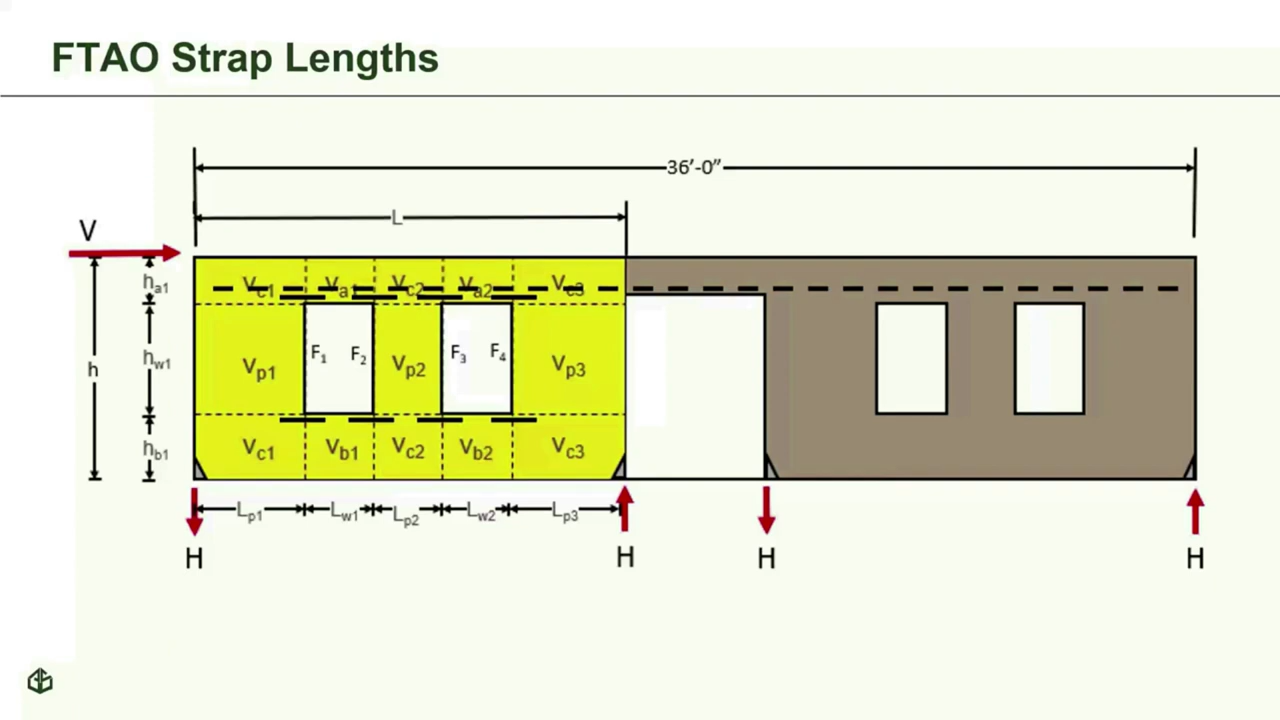 FTAO Strap Lengths
36'-0"
L
V
h
ha1
hw1
hb1
Vc1 Va1 Vc2 Va2 Vc3
F1 F2 F3 F4
Vp1 Vp2 Vp3
Vc1 Vb1 Vc2 Vb2 Vc3
Lp1 Lw1 Lp2 Lw2 Lp3
H H H H